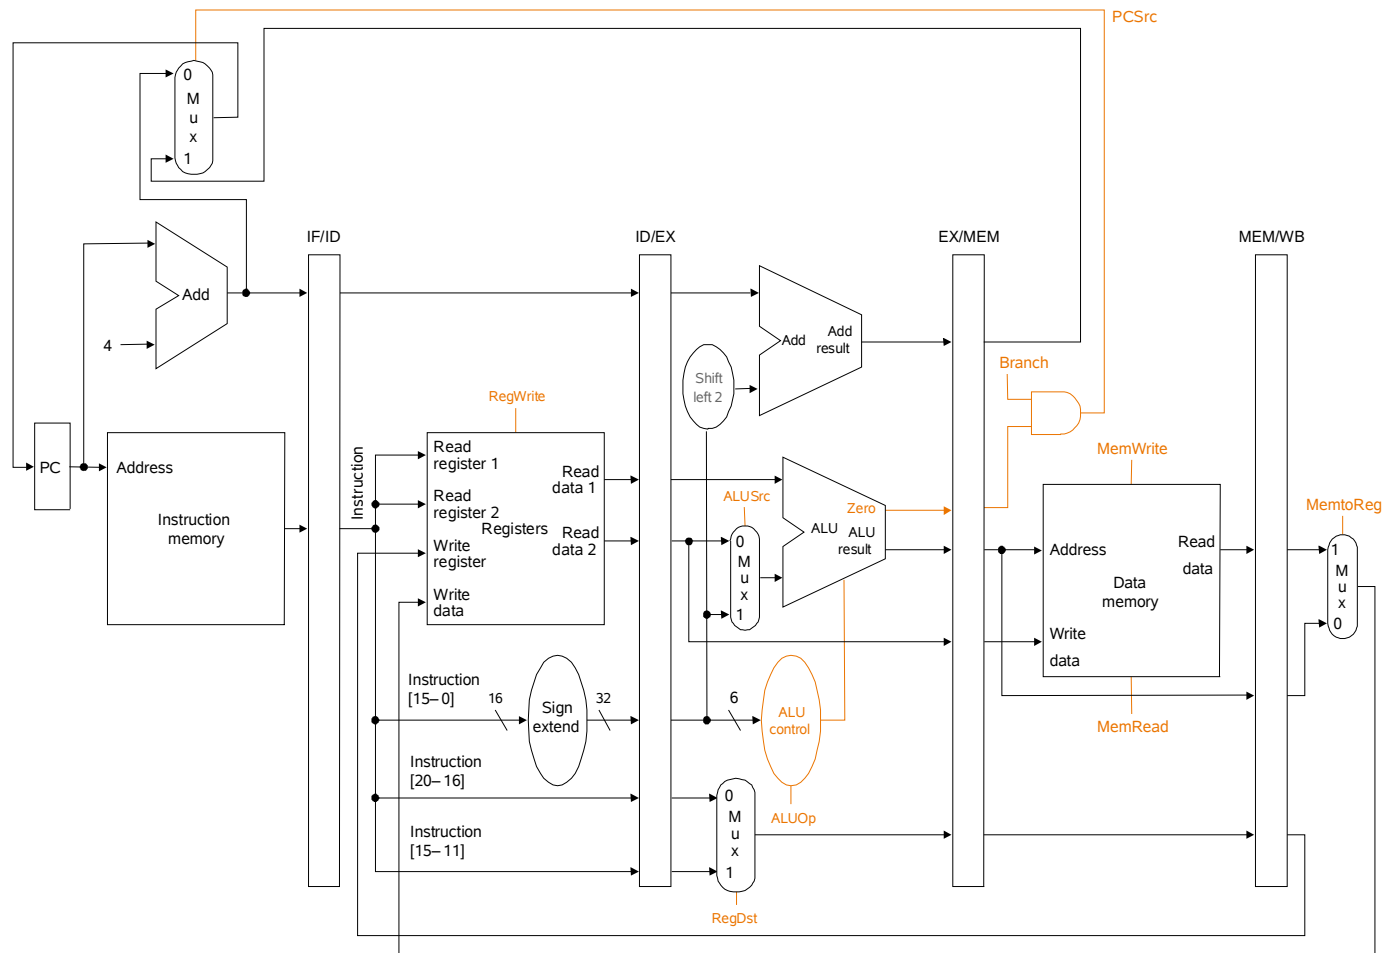 PCSrc
0
M
u
x
1
IF/ID
ID/EX
EX/MEM
MEM/WB
Add
4
Add
Add
result
Shift
left 2
Branch
RegWrite
PC
Address
Instruction
memory
Instruction
Read
register 1
Read
register 2
Write
register
Write
data
Registers
Read
data 1
Read
data 2
ALUSrc
0
M
u
x
1
Zero
ALU
ALU
result
MemWrite
Address
Read
data
Data
memory
Write
data
MemRead
MemtoReg
1
M
u
x
0
Instruction
[15–0]
16
Sign
extend
32
6
ALU
control
ALUOp
Instruction
[20–16]
Instruction
[15–11]
0
M
u
x
1
RegDst